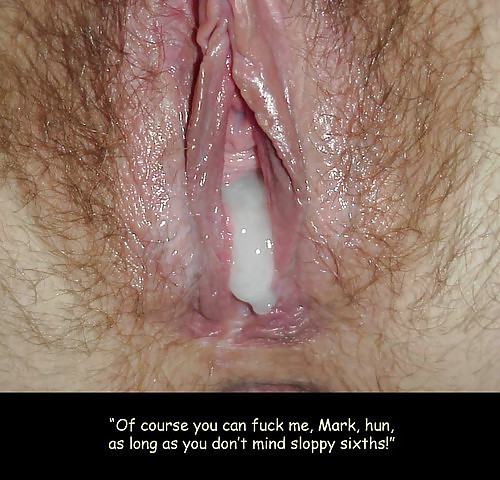 “Of course you can fuck me, Mark, hun,
as long as you don’t mind sloppy sixths!”